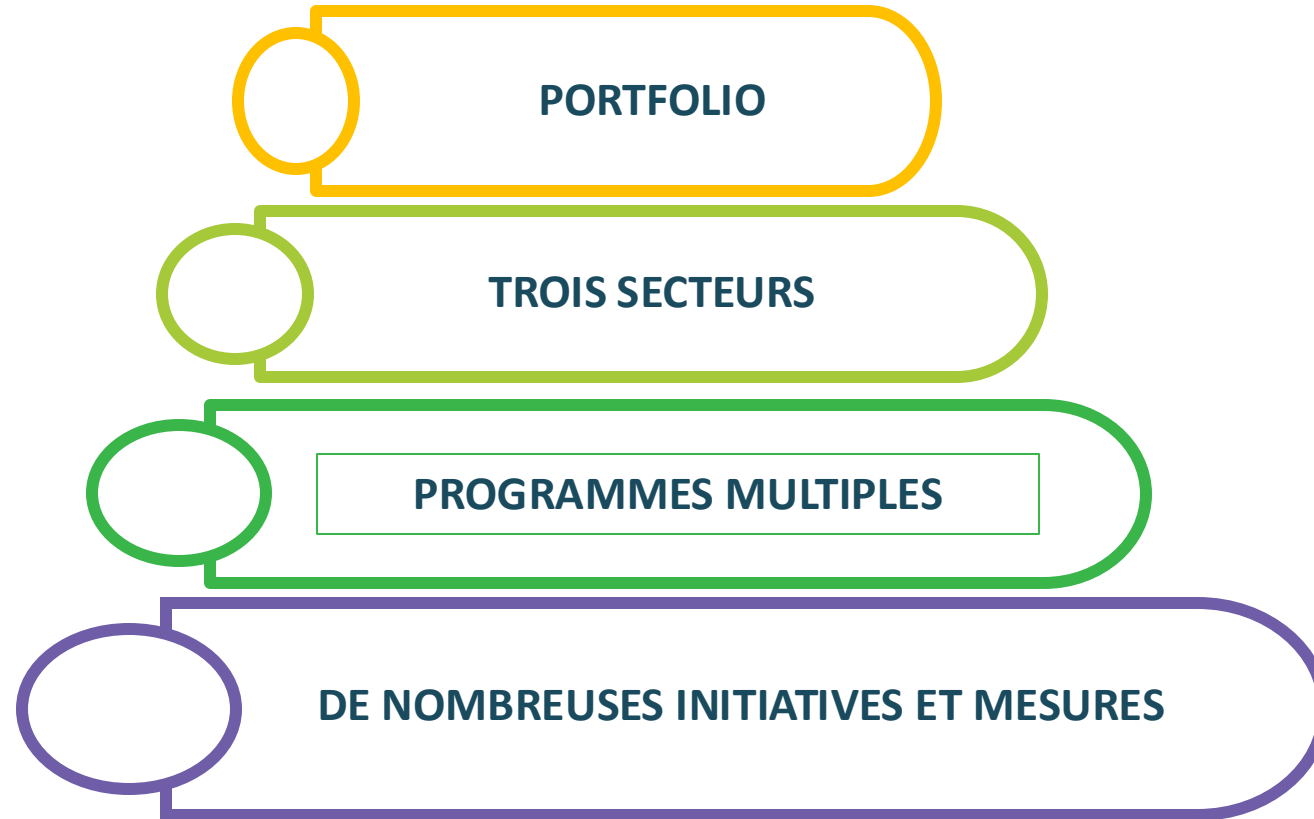 PORTFOLIO
TROIS SECTEURS
PROGRAMMES MULTIPLES
DE NOMBREUSES INITIATIVES ET MESURES